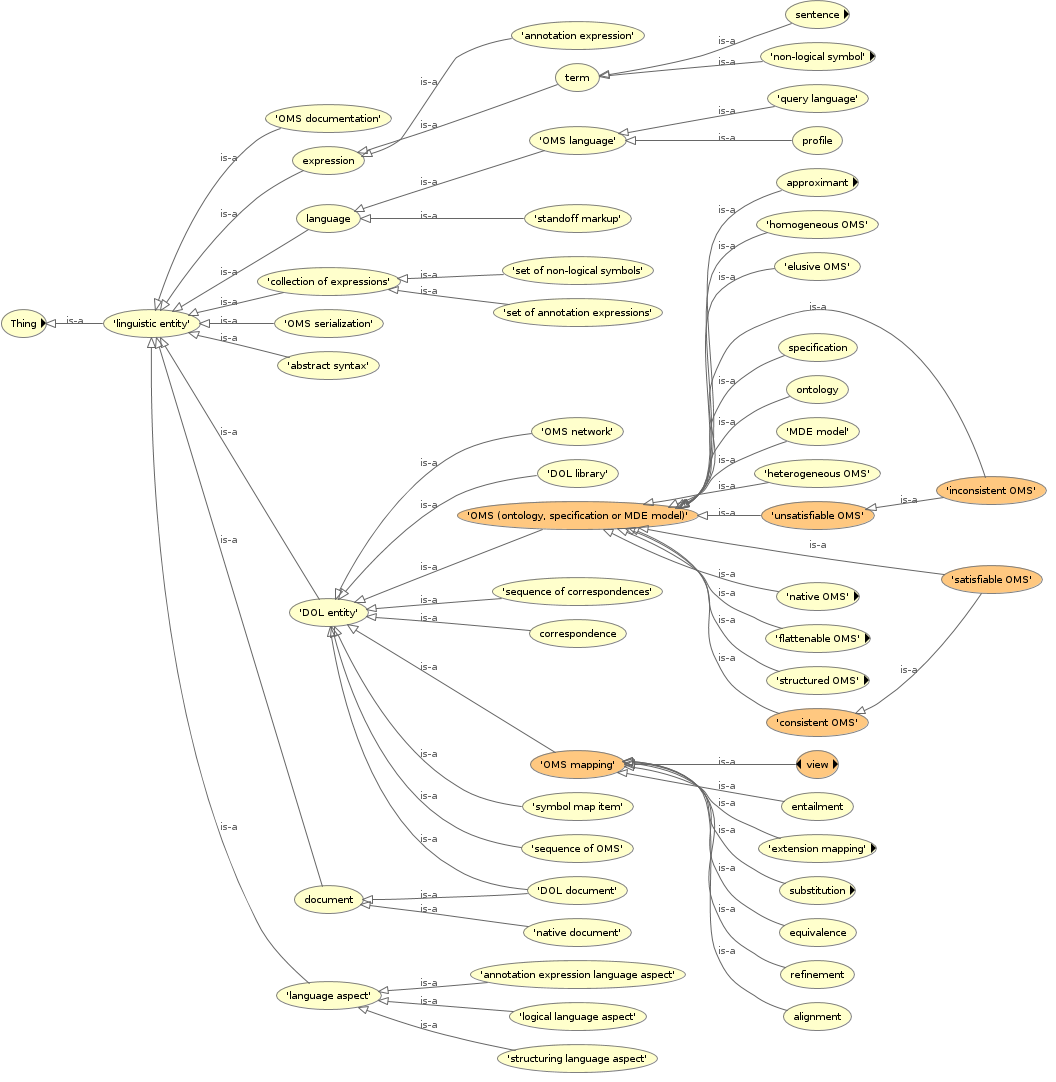 sentence
'annotation expression'
is-a
'non-logical symbol'
is-a
term
is-a
'query language'
'OMS documentation'
is-a
is-a
'OMS language'
is-a
profile
is-a
expression
approximant
is-a
is-a
language
is-a
'standoff markup'
is-a
'homogeneous OMS'
is-a
is-a
'set of non-logical symbols'
is-a
'elusive OMS'
is-a
'collection of expressions'
is-a
is-a
'set of annotation expressions'
is-a
Thing
is-a
'linguistic entity'
is-a
'OMS serialization'
is-a
specification
'abstract syntax'
is-a
ontology
is-a
'OMS network'
is-a
'MDE model'
is-a
'DOL library'
is-a
'heterogeneous OMS'
is-a
'inconsistent OMS'
is-a
'OMS (ontology, specification or MDE model)'
is-a
'unsatisfiable OMS'
is-a
is-a
is-a
is-a
'satisfiable OMS'
'sequence of correspondences'
is-a
'native OMS'
is-a
'DOL entity'
is-a
correspondence
is-a
'flattenable OMS'
is-a
is-a
is-a
'structured OMS'
'consistent OMS'
is-a
'OMS mapping'
is-a
view
is-a
'symbol map item'
is-a
entailment
is-a
is-a
is-a
'sequence of OMS'
is-a
'extension mapping'
is-a
'DOL document'
substitution
document
is-a
is-a
'native document'
is-a
equivalence
is-a
'annotation expression language aspect'
refinement
'language aspect'
is-a
is-a
'logical language aspect'
alignment
is-a
'structuring language aspect'